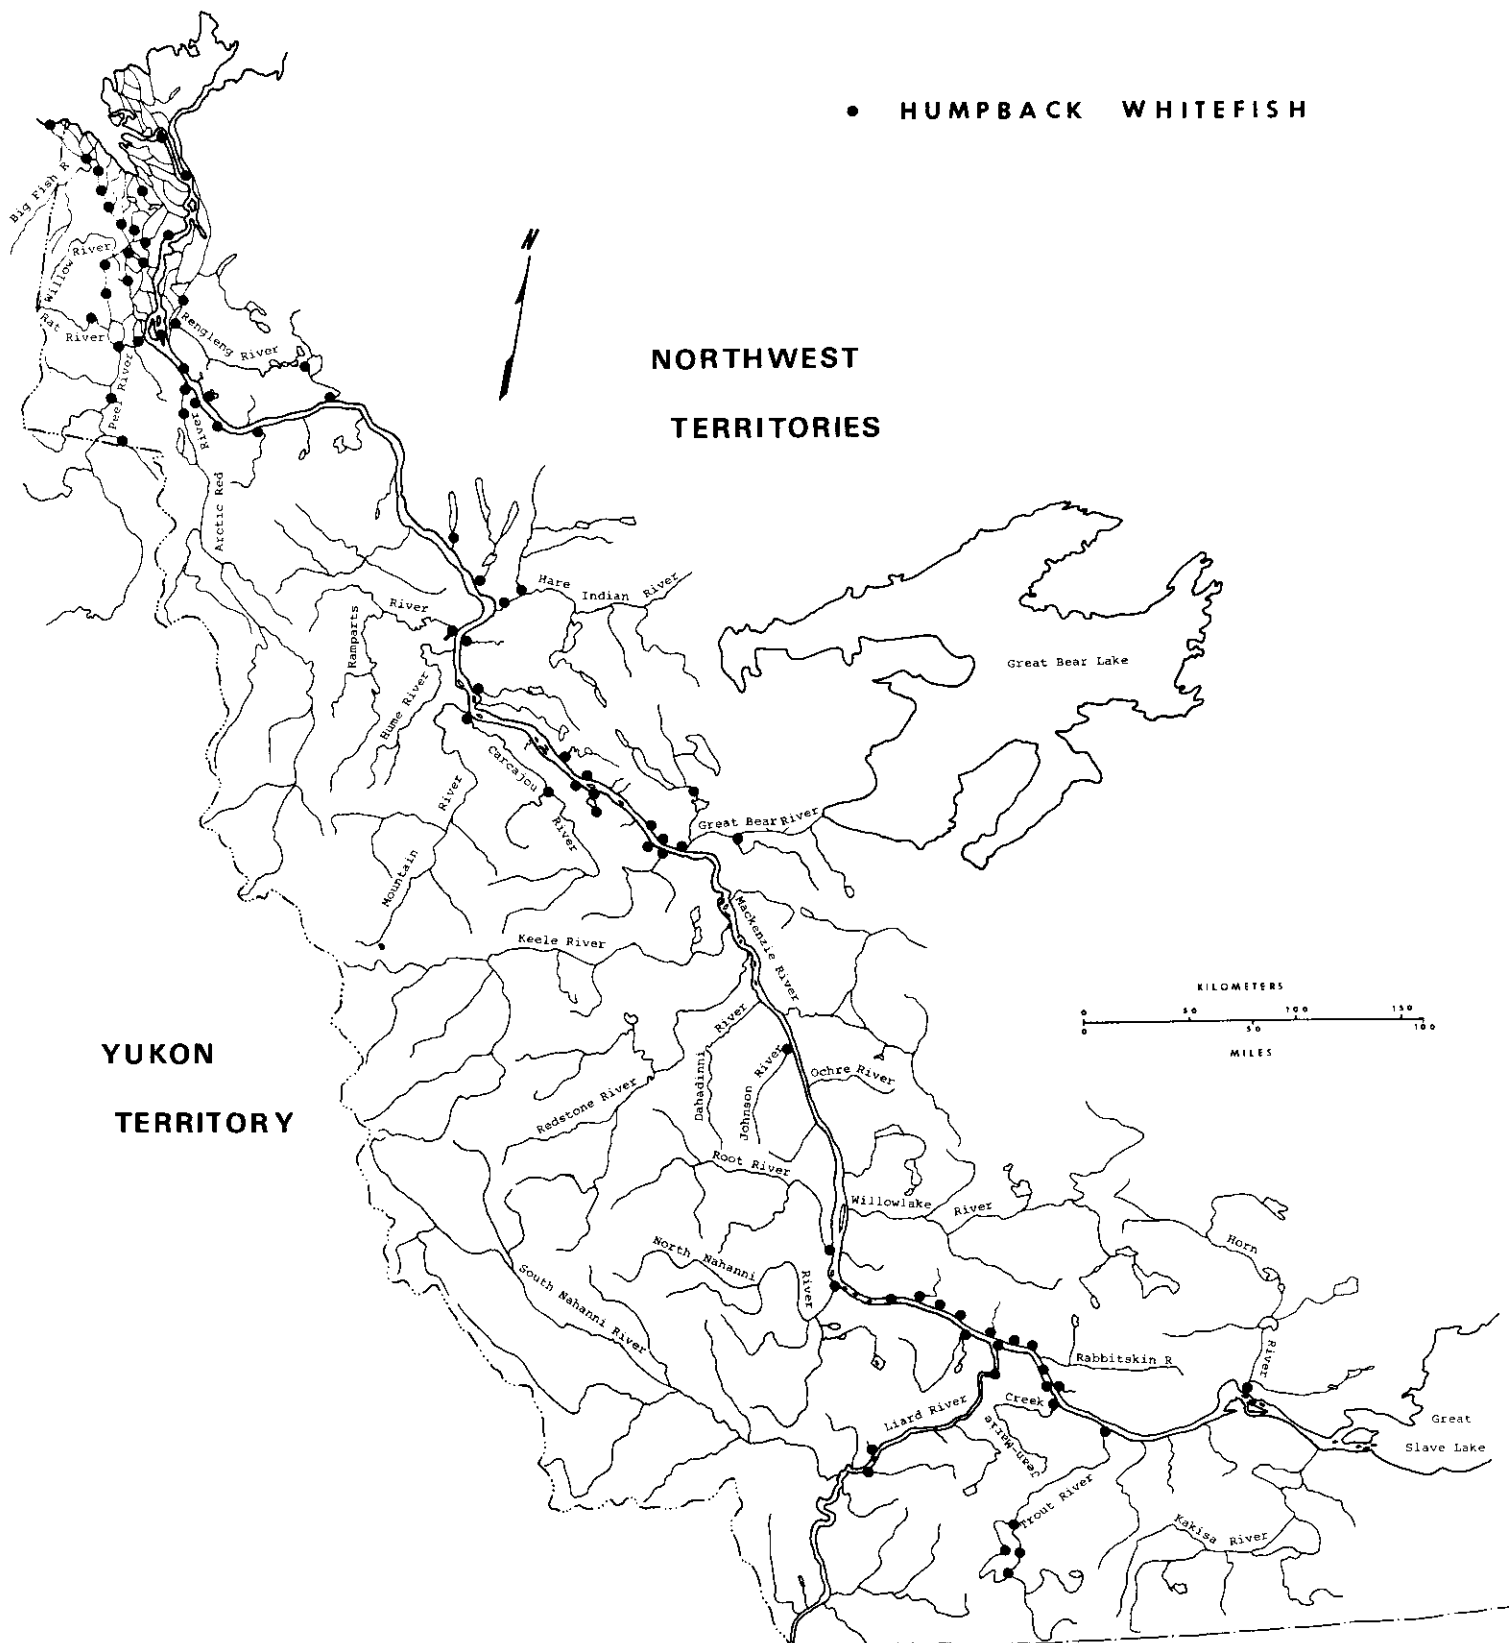 • HUMPBACK WHITEFISH
N
NORTHWEST
TERRITORIES
YUKON
TERRITORY
Big Fish R
Willow River
Rat River
Peel River
Rengleng River
Arctic Red River
Hare Indian River
Ramparts River
Hume River
Great Bear Lake
Carcajou River
Mountain River
Great Bear River
Mackenzie River
Keele River
KILOMETERS
0 50 100 150
0 50 100
MILES
Redstone River
Dahadinni River
Johnson River
Ochre River
Root River
Willowlake River
North Nahanni River
South Nahanni River
Horn River
Rabbitskin R
Liard River
Jean-Marie Creek
Great
Slave Lake
Trout River
Kakisa River